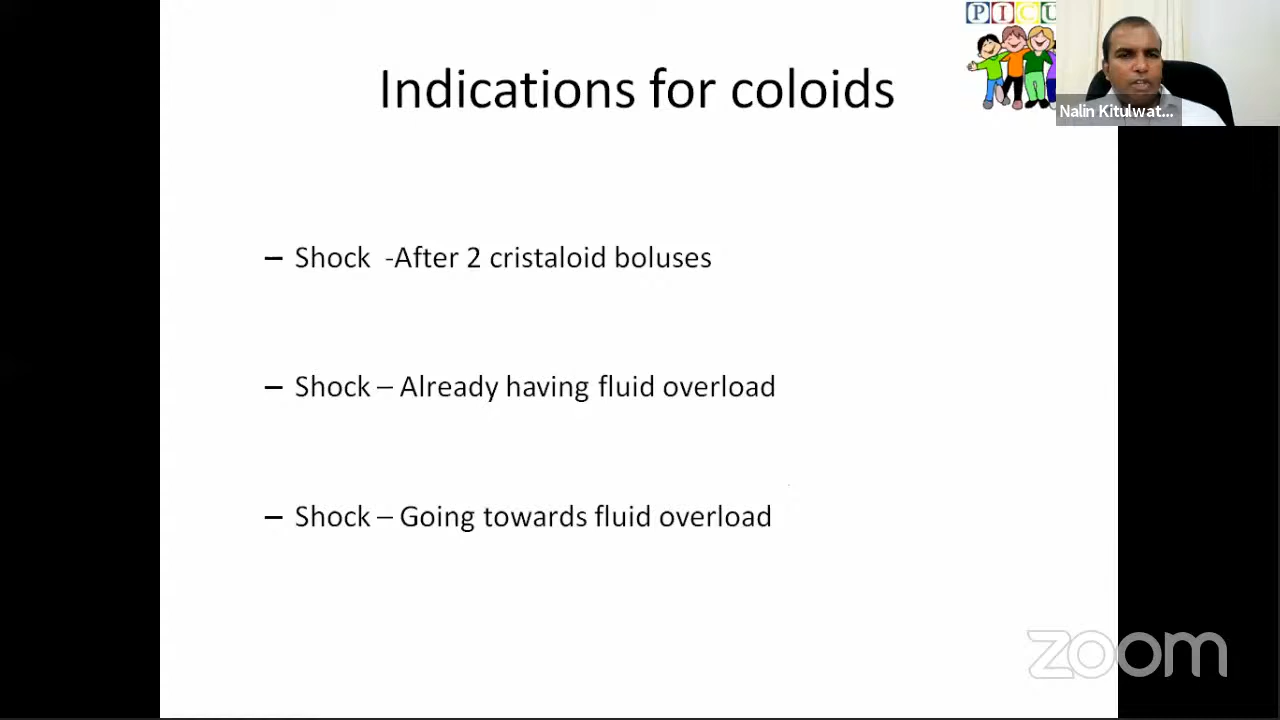 PICU
Indications for coloids
Nalin Kitulwat...
– Shock -After 2 cristaloid boluses
– Shock – Already having fluid overload
– Shock – Going towards fluid overload
zoom